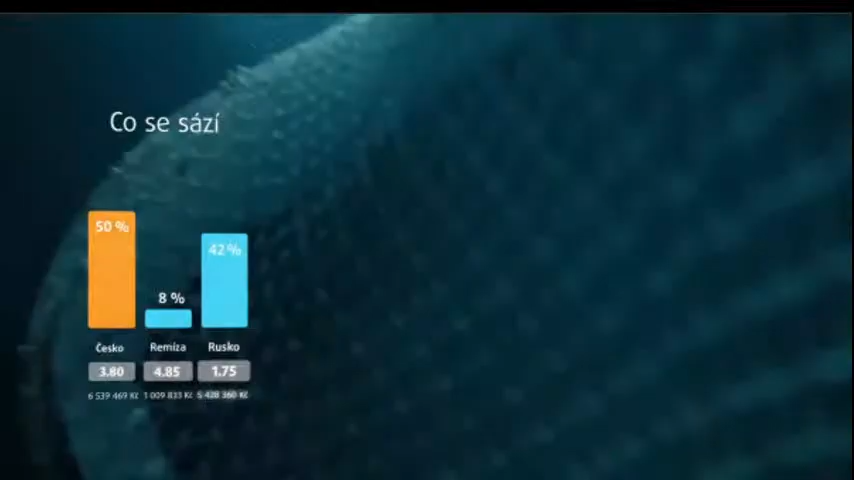 Co se sází
50 %
8 %
42 %
Česko Remíza Rusko
3.80 4.85 1.75
6 539 469 Kč 1 009 833 Kč 5 428 360 Kč